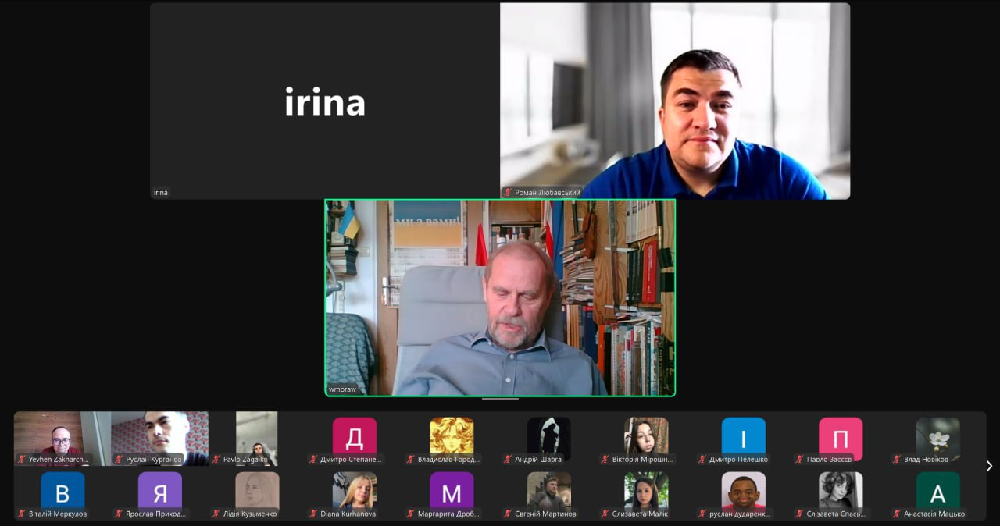 irina
irina
Роман Любавський
ми з вами!
wmoraw
Yevhen Zakharch...
Руслан Курганов
Pavlo Zagaiko
Д
Дмитро Степане...
Владислав Город...
Андрій Шарга
Вікторія Мірошн...
І
Дмитро Пелешко
П
Павло Засєєв
Влад Новіков
В
Віталій Меркулов
Я
Ярослав Приход...
Лідія Кузьменко
Diana Kurhanova
М
Маргарита Дроб...
Євгеній Мартинов
Єлизавета Малік
руслан дударенк...
Єлізавета Спась...
А
Анастасія Мацько